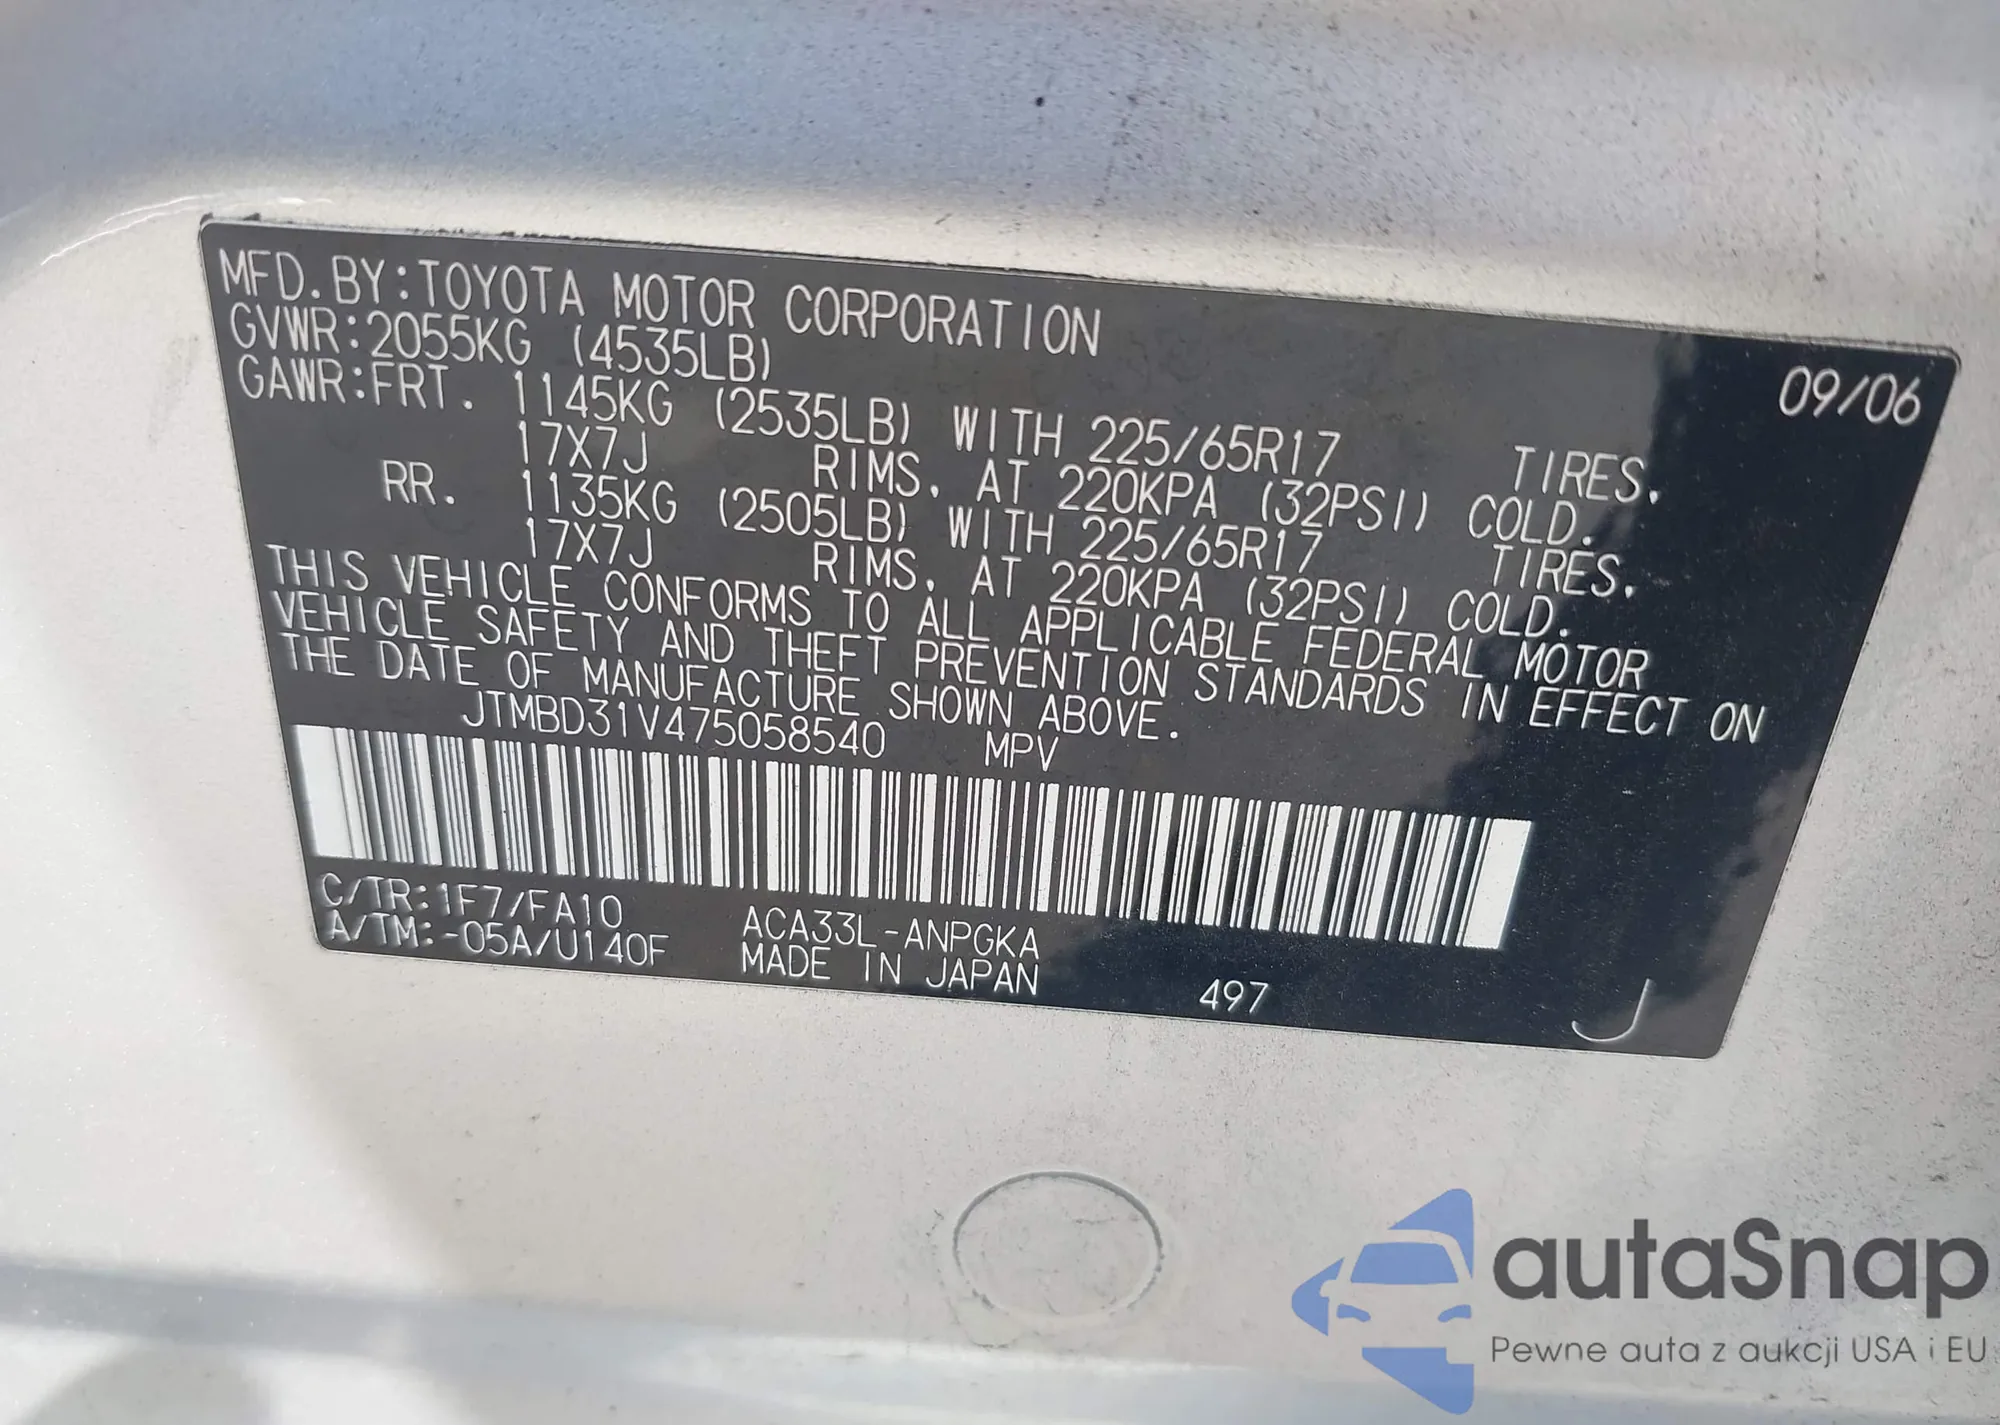 MFD.BY:TOYOTA MOTOR CORPORATION 09/06
GVWR:2055KG (4535LB)
GAWR:FRT. 1145KG (2535LB) WITH 225/65R17 TIRES.
17X7J RIMS, AT 220KPA (32PSI) COLD.
RR. 1135KG (2505LB) WITH 225/65R17 TIRES.
17X7J RIMS, AT 220KPA (32PSI) COLD.
THIS VEHICLE CONFORMS TO ALL APPLICABLE FEDERAL MOTOR
VEHICLE SAFETY AND THEFT PREVENTION STANDARDS IN EFFECT ON
THE DATE OF MANUFACTURE SHOWN ABOVE.
JTMBD31V475058540 MPV
C/TR:1F7/FA10 ACA33L-ANPGKA
A/TM:-05A/U140F MADE IN JAPAN 497 J
autaSnap
Pewne auta z aukcji USA i EU